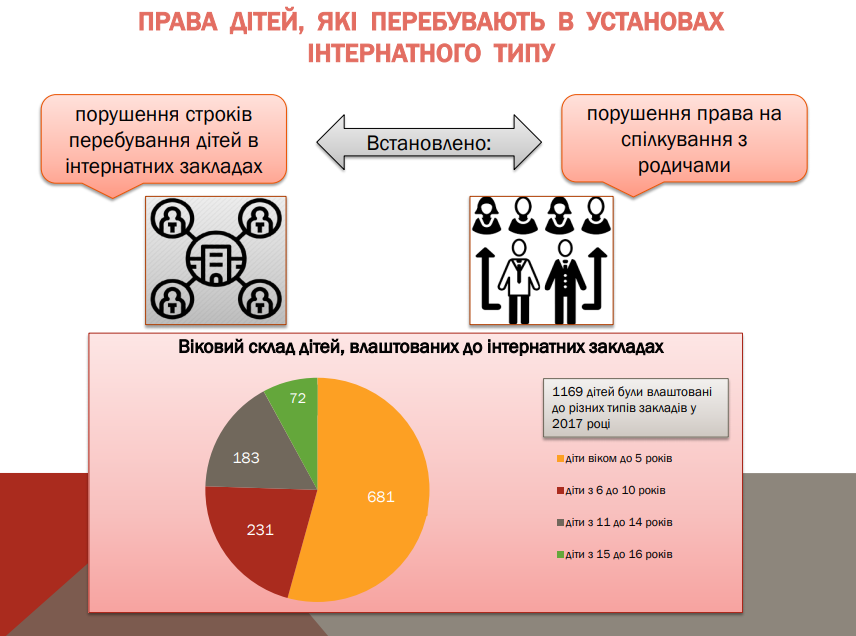 ПРАВА ДІТЕЙ, ЯКІ ПЕРЕБУВАЮТЬ В УСТАНОВАХ
ІНТЕРНАТНОГО ТИПУ
порушення строків
перебування дітей в
інтернатних закладах
Встановлено:
порушення права на
спілкування з
родичами
Віковий склад дітей, влаштованих до інтернатних закладах
1169 дітей були влаштовані
до різних типів закладів у
2017 році
72
183
681
231
діти віком до 5 років
діти з 6 до 10 років
діти з 11 до 14 років
діти з 15 до 16 років